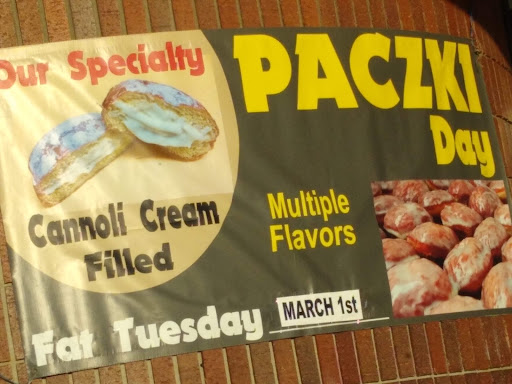 Our Specialty
Cannoli Cream
Filled
PACZKI
Day
Multiple
Flavors
Fat Tuesday MARCH 1st